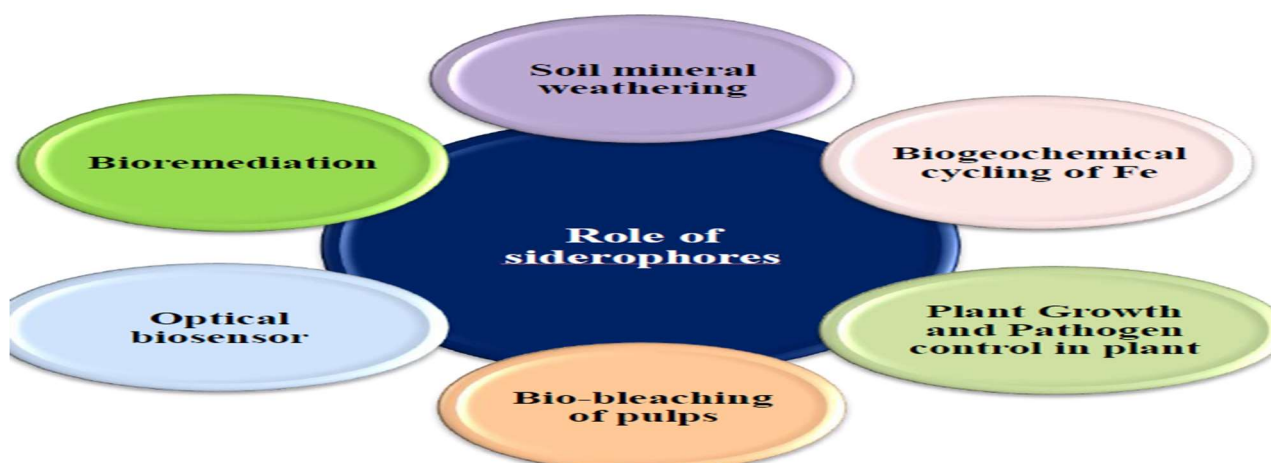 Soil mineral
weathering
Biogeochemical
cycling of Fe
Plant Growth
and Pathogen
control in plant
Bio-bleaching
of pulps
Optical
biosensor
Bioremediation
Role of
siderophores